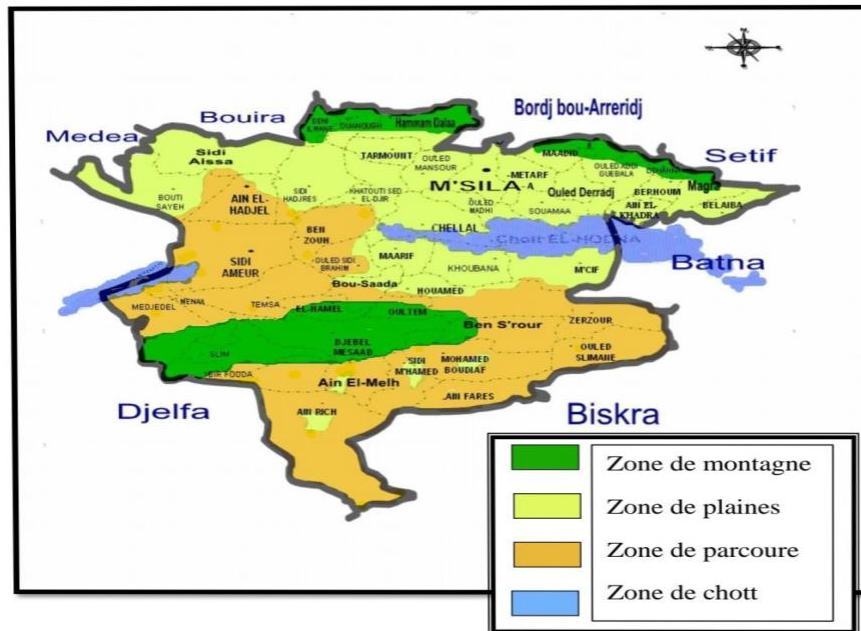 Bordj bou-Arreridj
Bouira
Medea
Setif
BENI ILMANE
OUANOUGH
Hammam Dalaa
Sidi Aissa
TARMOUNT
OULED MANSOUR
METARF
MAADID
OULED ADDI GUEBALA
Magra
M'SILA
Ouled Derradj
BERHOUM
BELAIBA
AIN EL KHADRA
BOUTI SAYEH
AIN EL-HADJEL
SIDI HADJRES
KHATOUTI SED EL-DJIR
OULED MADHI
SOUAMAA
CHELLAL
Chott EL-HODNA
BEN ZOUH
OULED SIDI BRAHIM
SIDI AMEUR
MAARIF
KHOUBANA
M'CIF
Batna
Bou-Saada
HOUAMED
MEDJEDEL
MENAA
TEMSA
EL-HAMEL
OULTEM
Ben S'rour
ZERZOUR
SLIM
DJEBEL MESAAD
OULED SLIMANE
BIR FODDA
Ain El-Melh
SIDI M'HAMED
MOHAMED BOUDIAF
AIN FARES
AIN RICH
Djelfa
Biskra
Zone de montagne
Zone de plaines
Zone de parcoure
Zone de chott